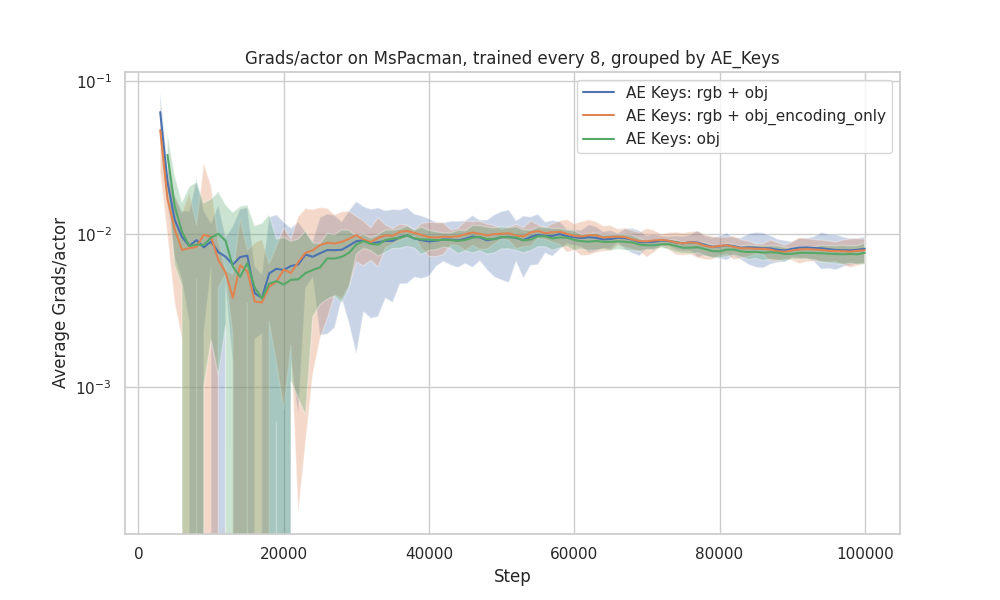 Grads/actor on MsPacman, trained every 8, grouped by AE_Keys
AE Keys: rgb + obj
AE Keys: rgb + obj_encoding_only
AE Keys: obj
Average Grads/actor
10⁻¹
10⁻²
10⁻³
0
20000
40000
60000
80000
100000
Step